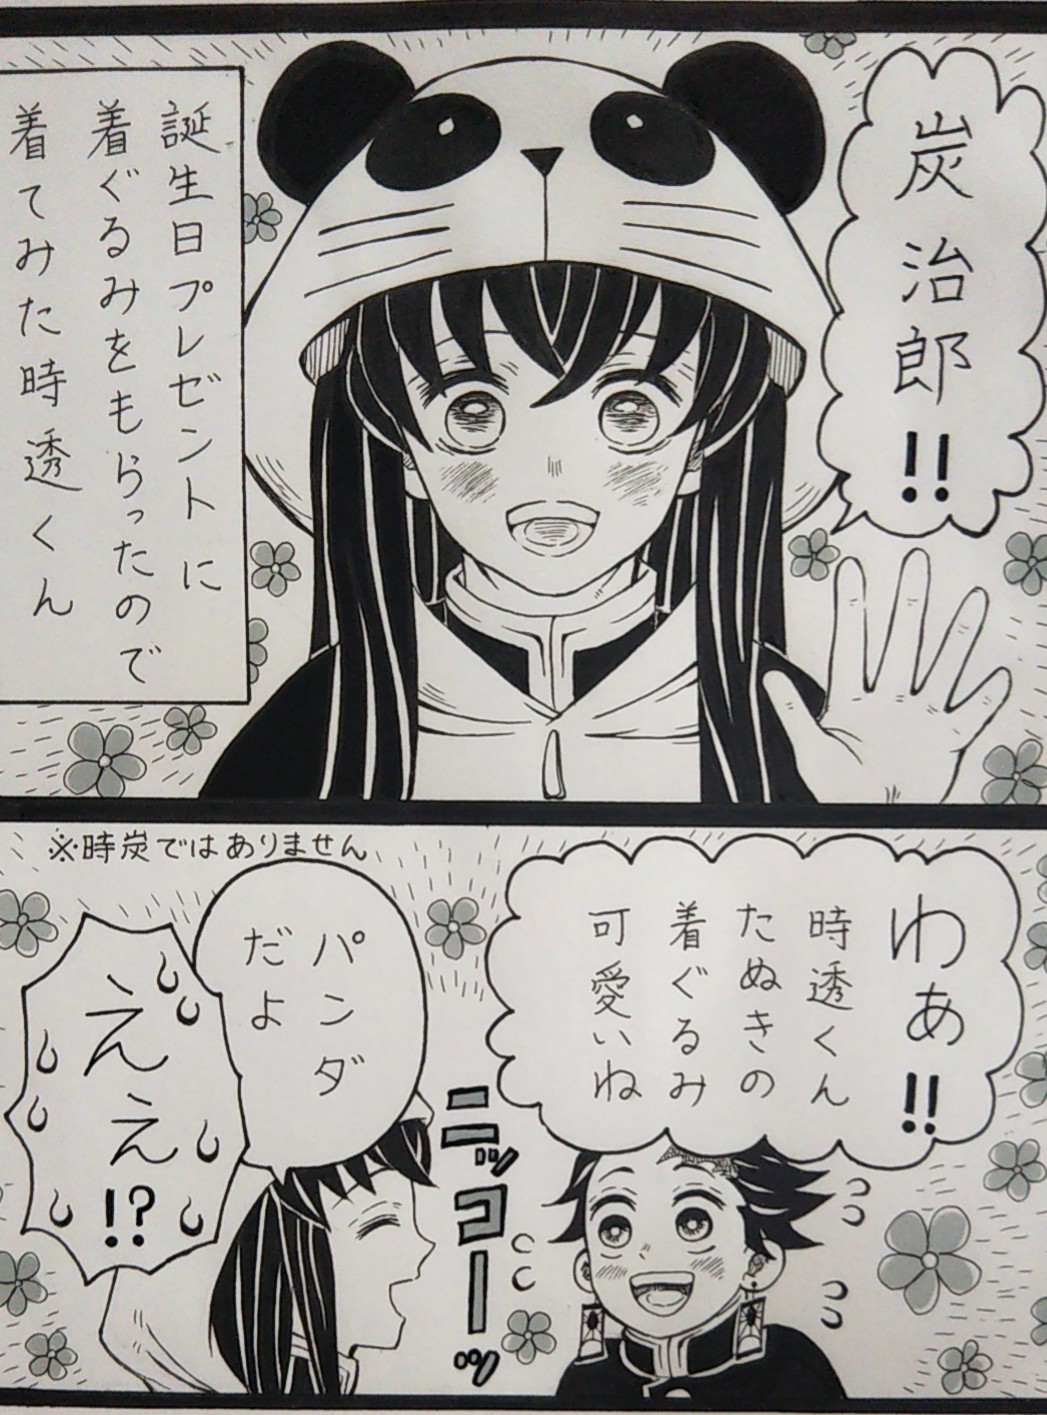 炭治郎!!
誕生日プレゼントに
着ぐるみをもらったので
着てみた時透くん
※時炭ではありません
わぁ!!
時透くん
たぬきの
着ぐるみ
可愛いね
ニッコーッ
パンダ
だよ
ええ!?